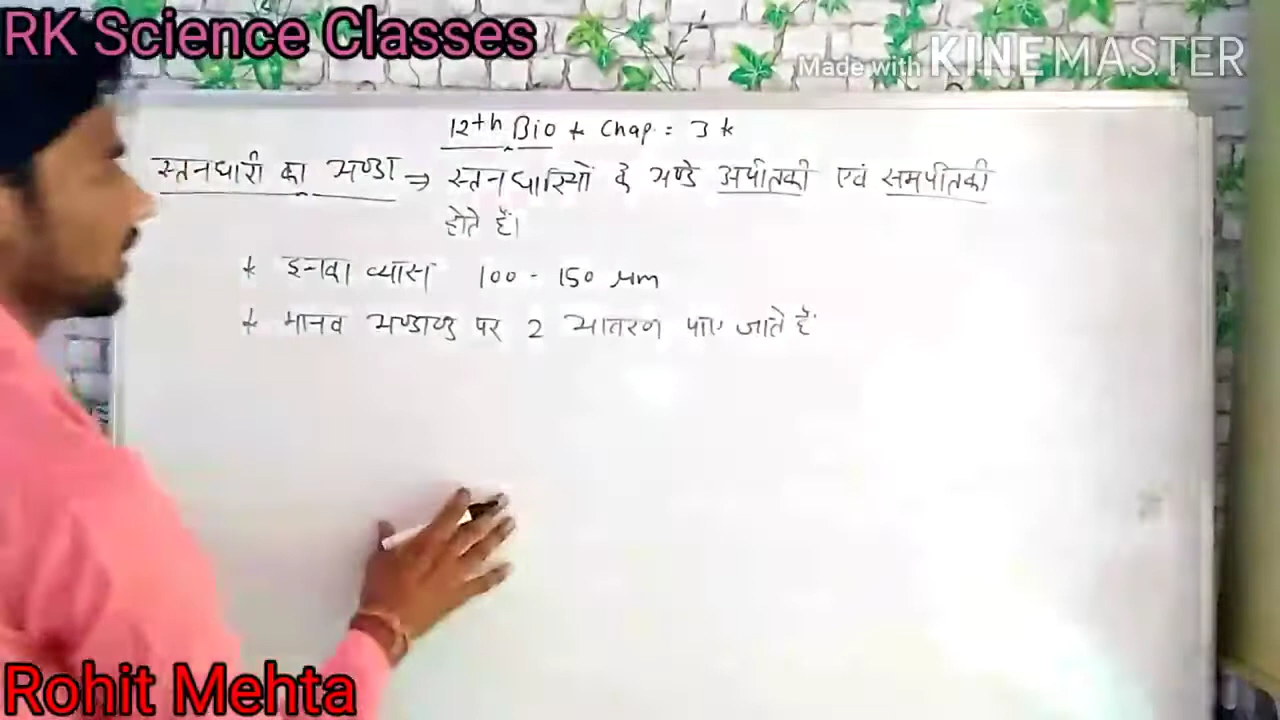 RK Science Classes
Made with KINEMASTER
12th Bio * Chap. = 3 *
स्तनधारी का अण्डा ⇒ स्तनधारियों के अण्डे अपीतकी एवं समपीतकी
होते हैं।
* इनका व्यास 100 - 150 μm
* मानव अण्डाण्ड पर 2 आवरण पाए जाते हैं
Rohit Mehta